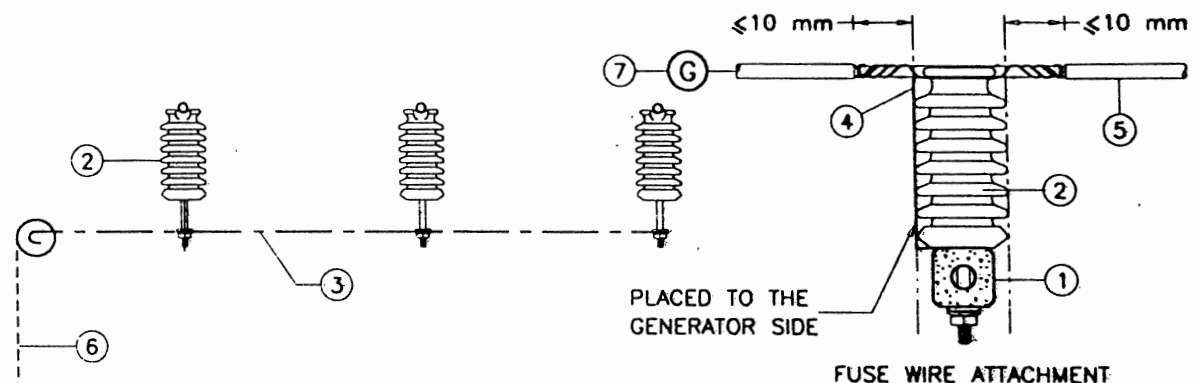 ≤10 mm
≤10 mm
7
G
4
5
2
2
3
1
PLACED TO THE
GENERATOR SIDE
6
FUSE WIRE ATTACHMENT